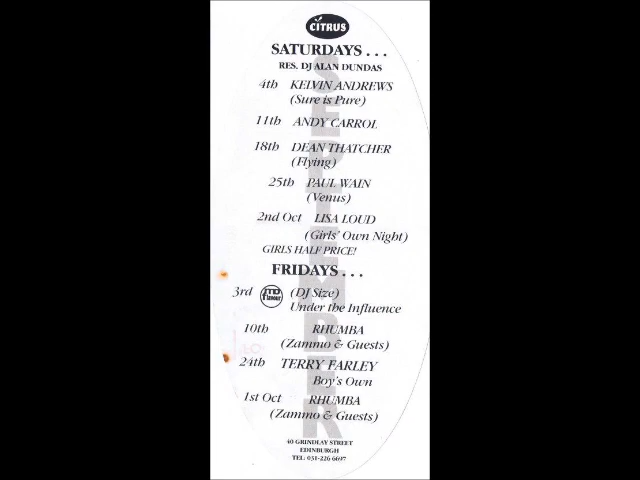 CITRUS
SATURDAYS . . .
RES. DJ ALAN DUNDAS
4th KELVIN ANDREWS
(Sure is Pure)
11th ANDY CARROL
18th DEAN THATCHER
(Flying)
25th PAUL WAIN
(Venus)
2nd Oct LISA LOUD
(Girls' Own Night)
GIRLS HALF PRICE!
FRIDAYS . . .
3rd (DJ Size)
Under the Influence
10th RHUMBA
(Zammo & Guests)
24th TERRY FARLEY
Boy's Own
1st Oct RHUMBA
(Zammo & Guests)
40 GRINDLAY STREET
EDINBURGH
TEL: 031-226 6697
SEPTEMBER